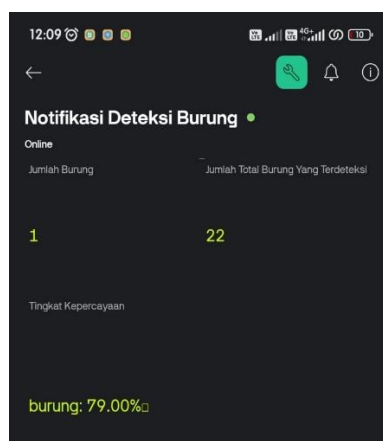 12:09
4G+
10
Notifikasi Deteksi Burung
Online
Jumlah Burung
Jumlah Total Burung Yang Terdeteksi
1
22
Tingkat Kepercayaan
burung: 79.00%